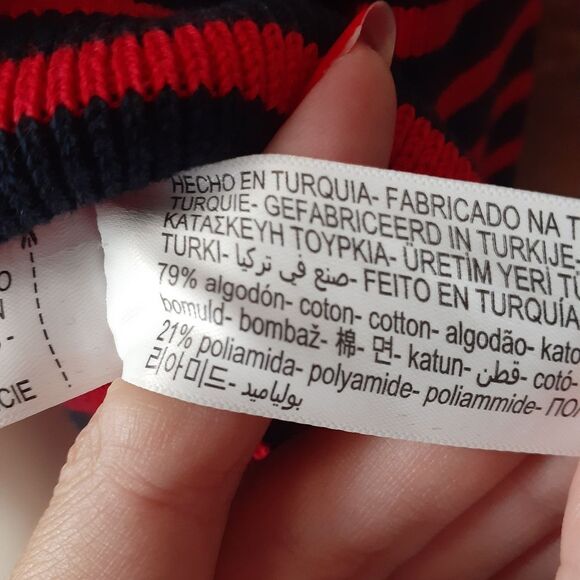 HECHO EN TURQUIA- FABRICADO NA T
TURQUIE- GEFABRICEERD IN TURKIJE-
ΚΑΤΑΣΚΕΥΗ ΤΟΥΡΚΙΑ- ÜRETİM YERİ TÜ
TURKI- صنع في تركيا- FEITO EN TURQUÍA
79% algodón- coton- cotton- algodão- kato
bomuld- bombaž- 棉- 면- katun- قطن- cotó-
21% poliamida- polyamide- poliammide- ПО
리아미드- بولياميد-
O
N
-
CIE